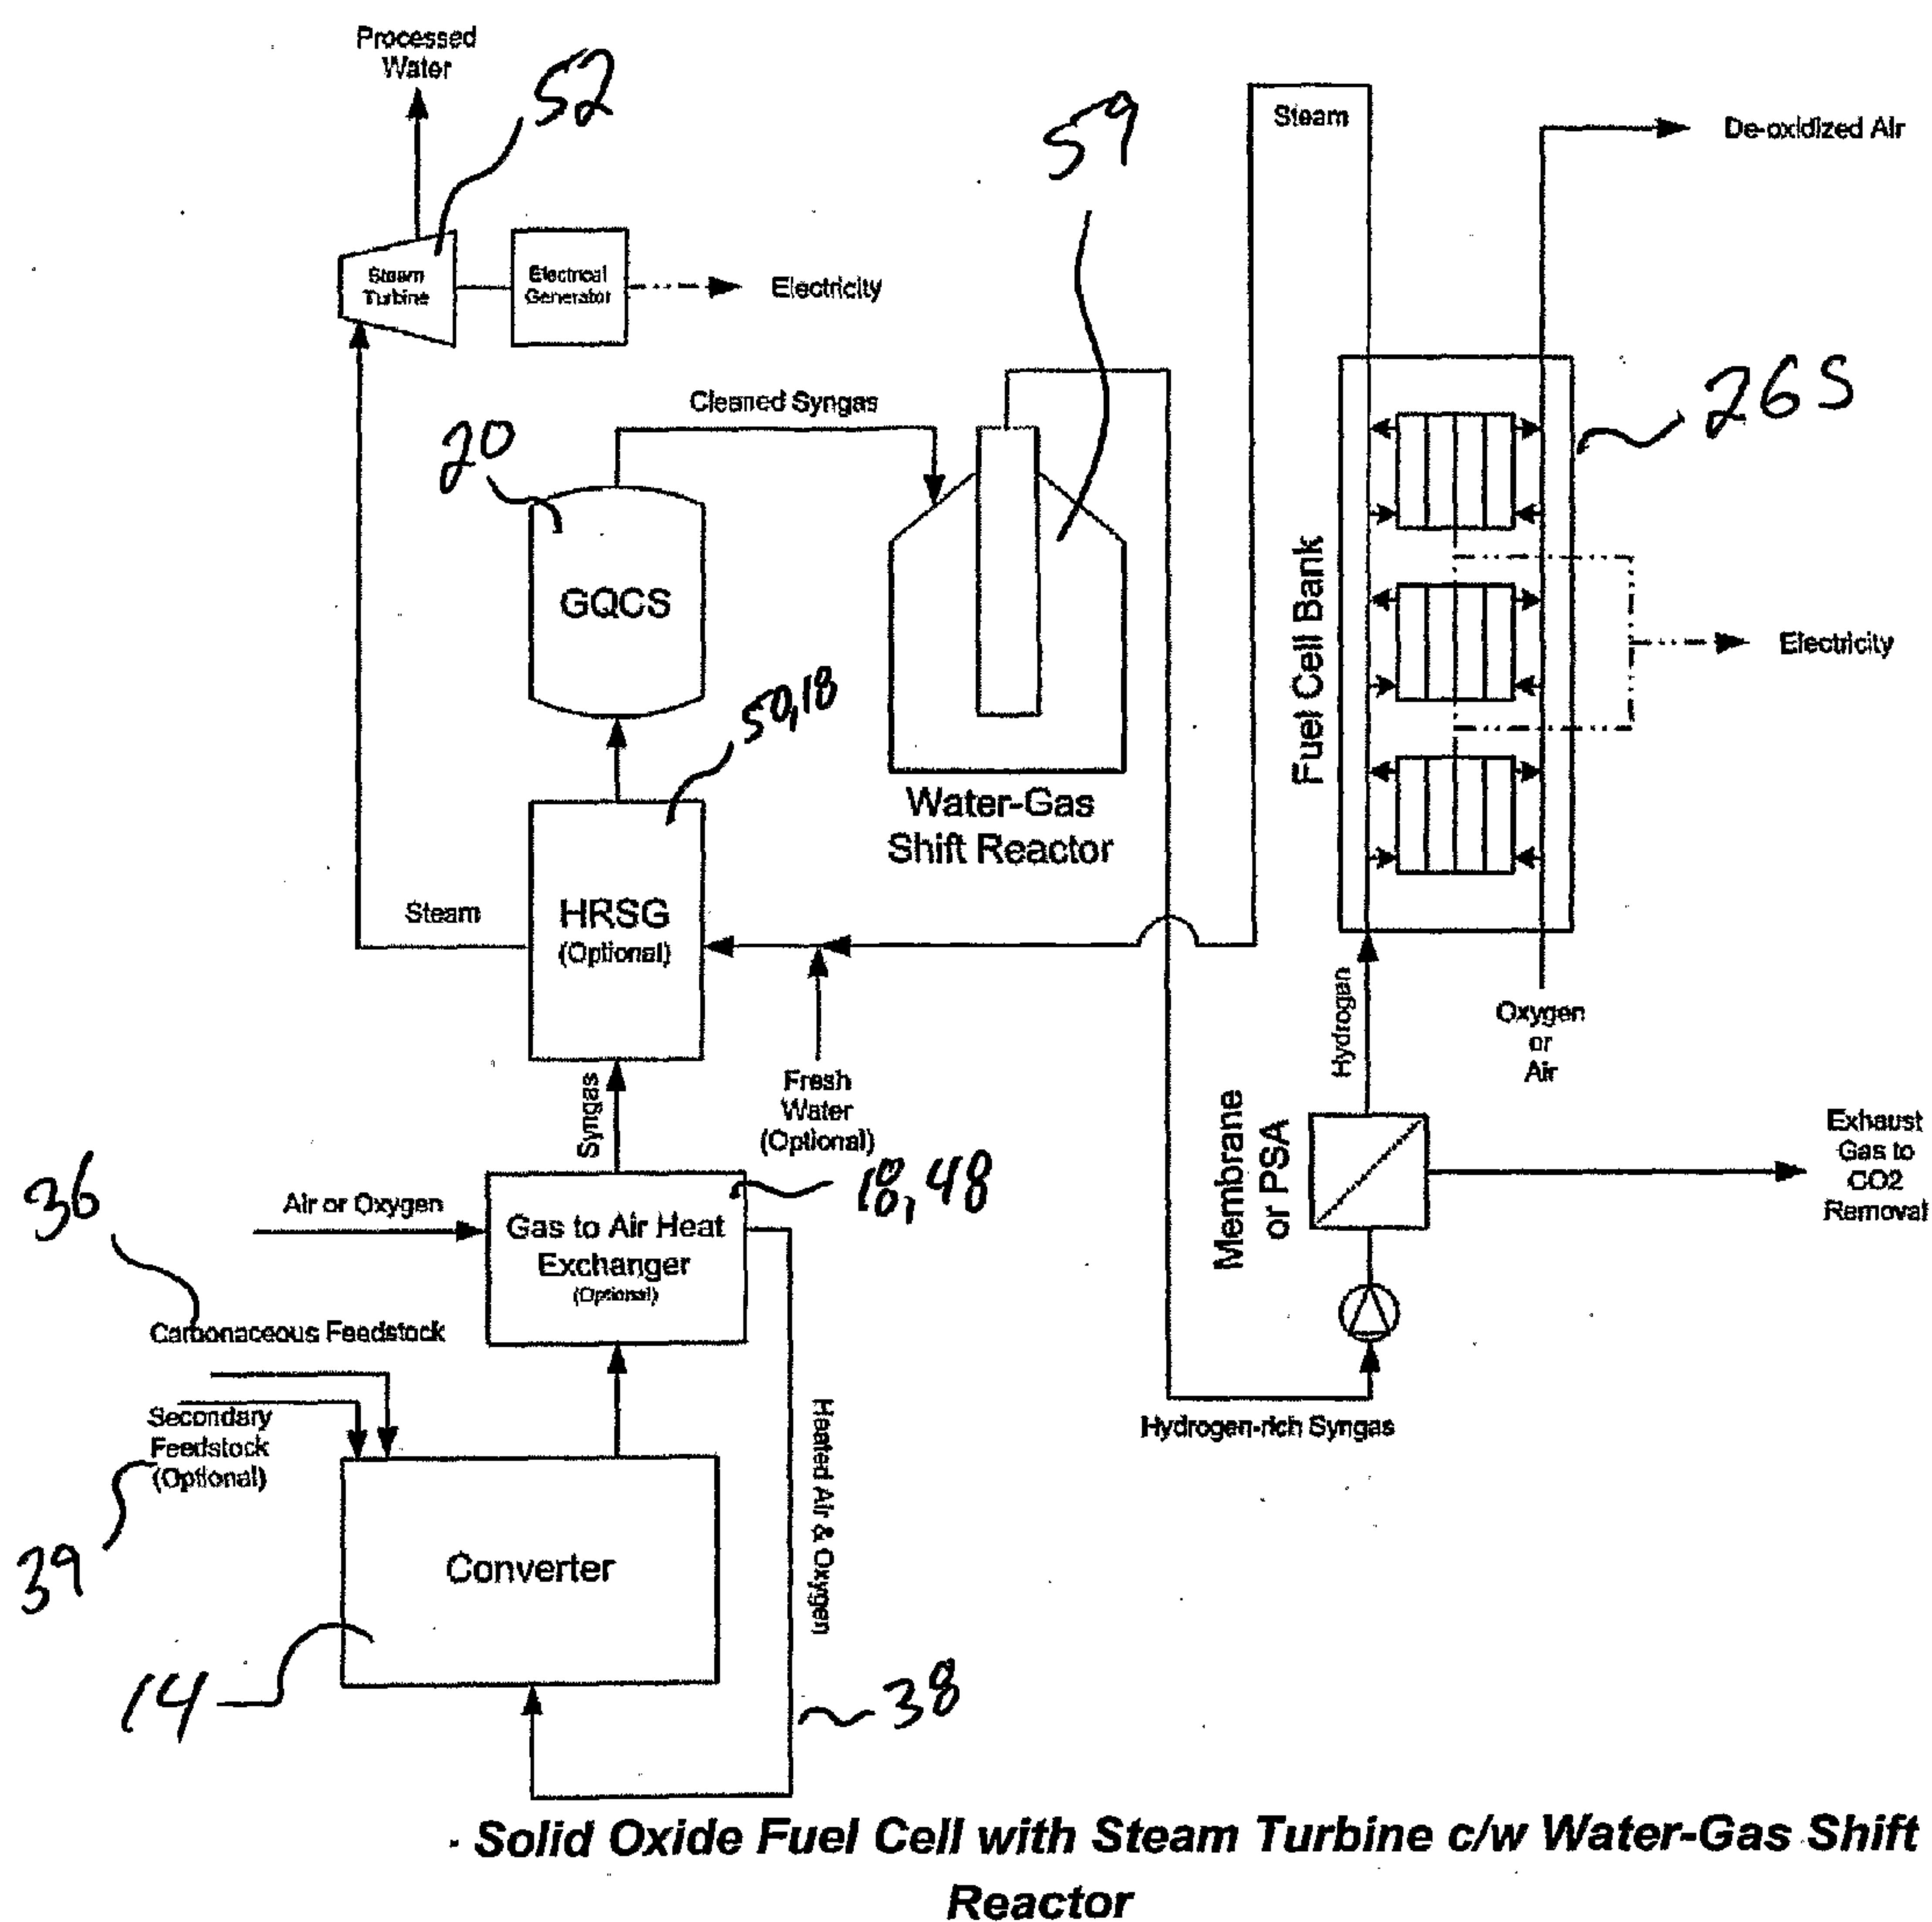 Processed
Water
52
59
Steam
De-oxidized Air
Steam
Turbine
Electrical
Generator
Electricity
Cleaned Syngas
20
26 S
GQCS
Fuel Cell Bank
Electricity
50,18
Water-Gas
Shift Reactor
Steam
HRSG
(Optional)
Hydrogen
Oxygen
or
Air
Syngas
Fresh
Water
(Optional)
Membrane
or PSA
Exhaust
Gas to
CO2
Removal
36
Air or Oxygen
Gas to Air Heat
Exchanger
(Optional)
18,48
Carbonaceous Feedstock
Secondary
Feedstock
(Optional)
Heated Air & Oxygen
Hydrogen-rich Syngas
39
Converter
14
38
- Solid Oxide Fuel Cell with Steam Turbine c/w Water-Gas Shift
Reactor